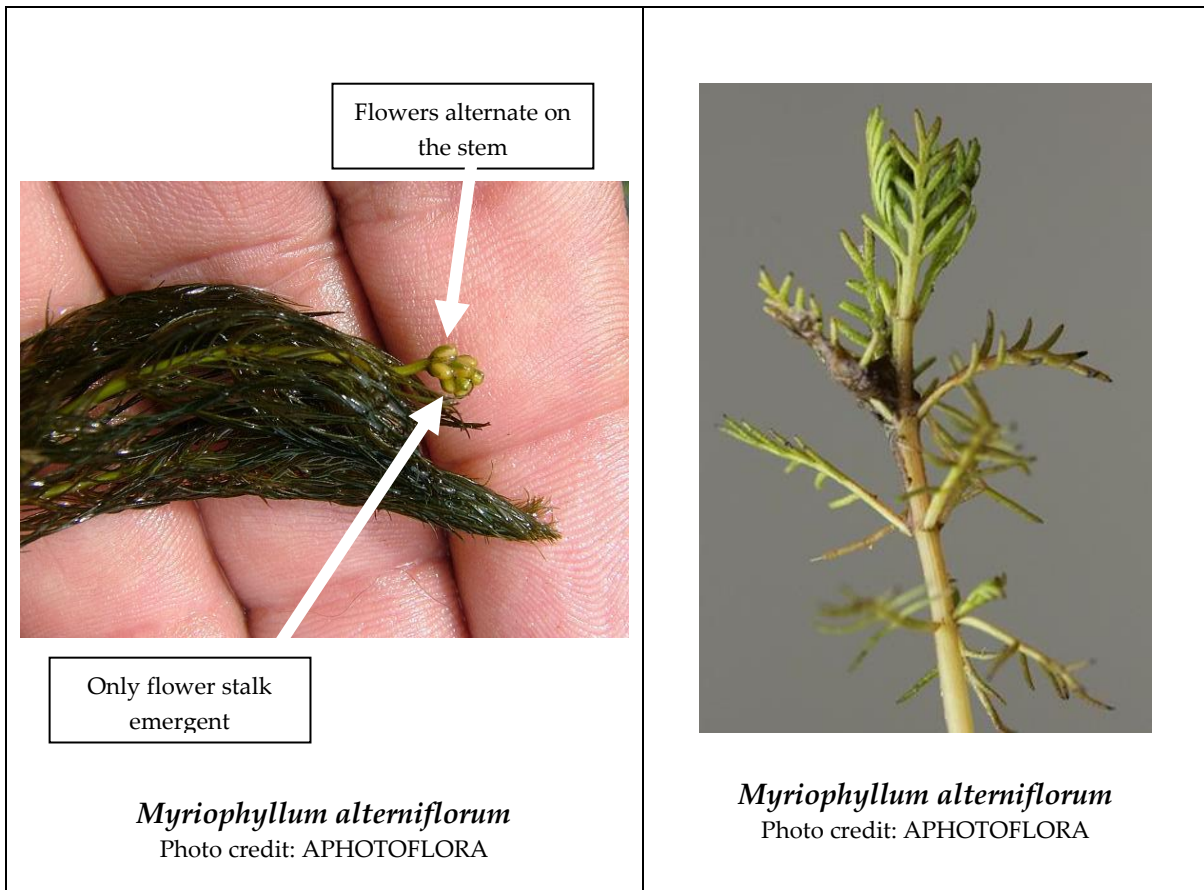 Flowers alternate on
the stem
Only flower stalk
emergent
Myriophyllum alterniflorum
Photo credit: APHOTOFLORA
Myriophyllum alterniflorum
Photo credit: APHOTOFLORA